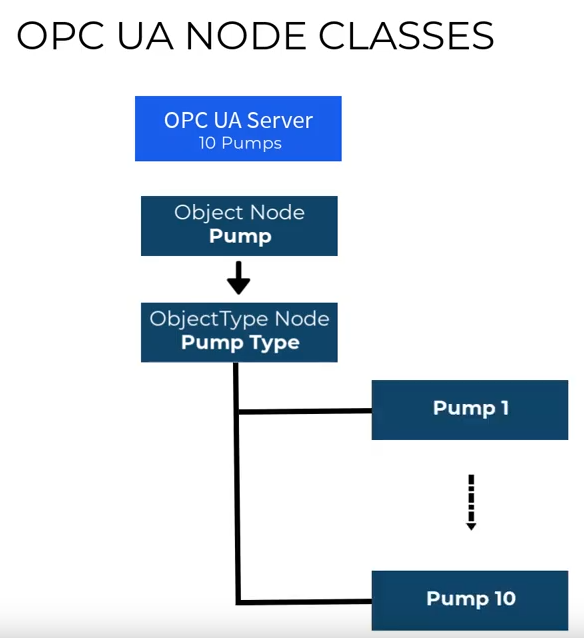 OPC UA NODE CLASSES
OPC UA Server
10 Pumps
Object Node
Pump
ObjectType Node
Pump Type
Pump 1
Pump 10